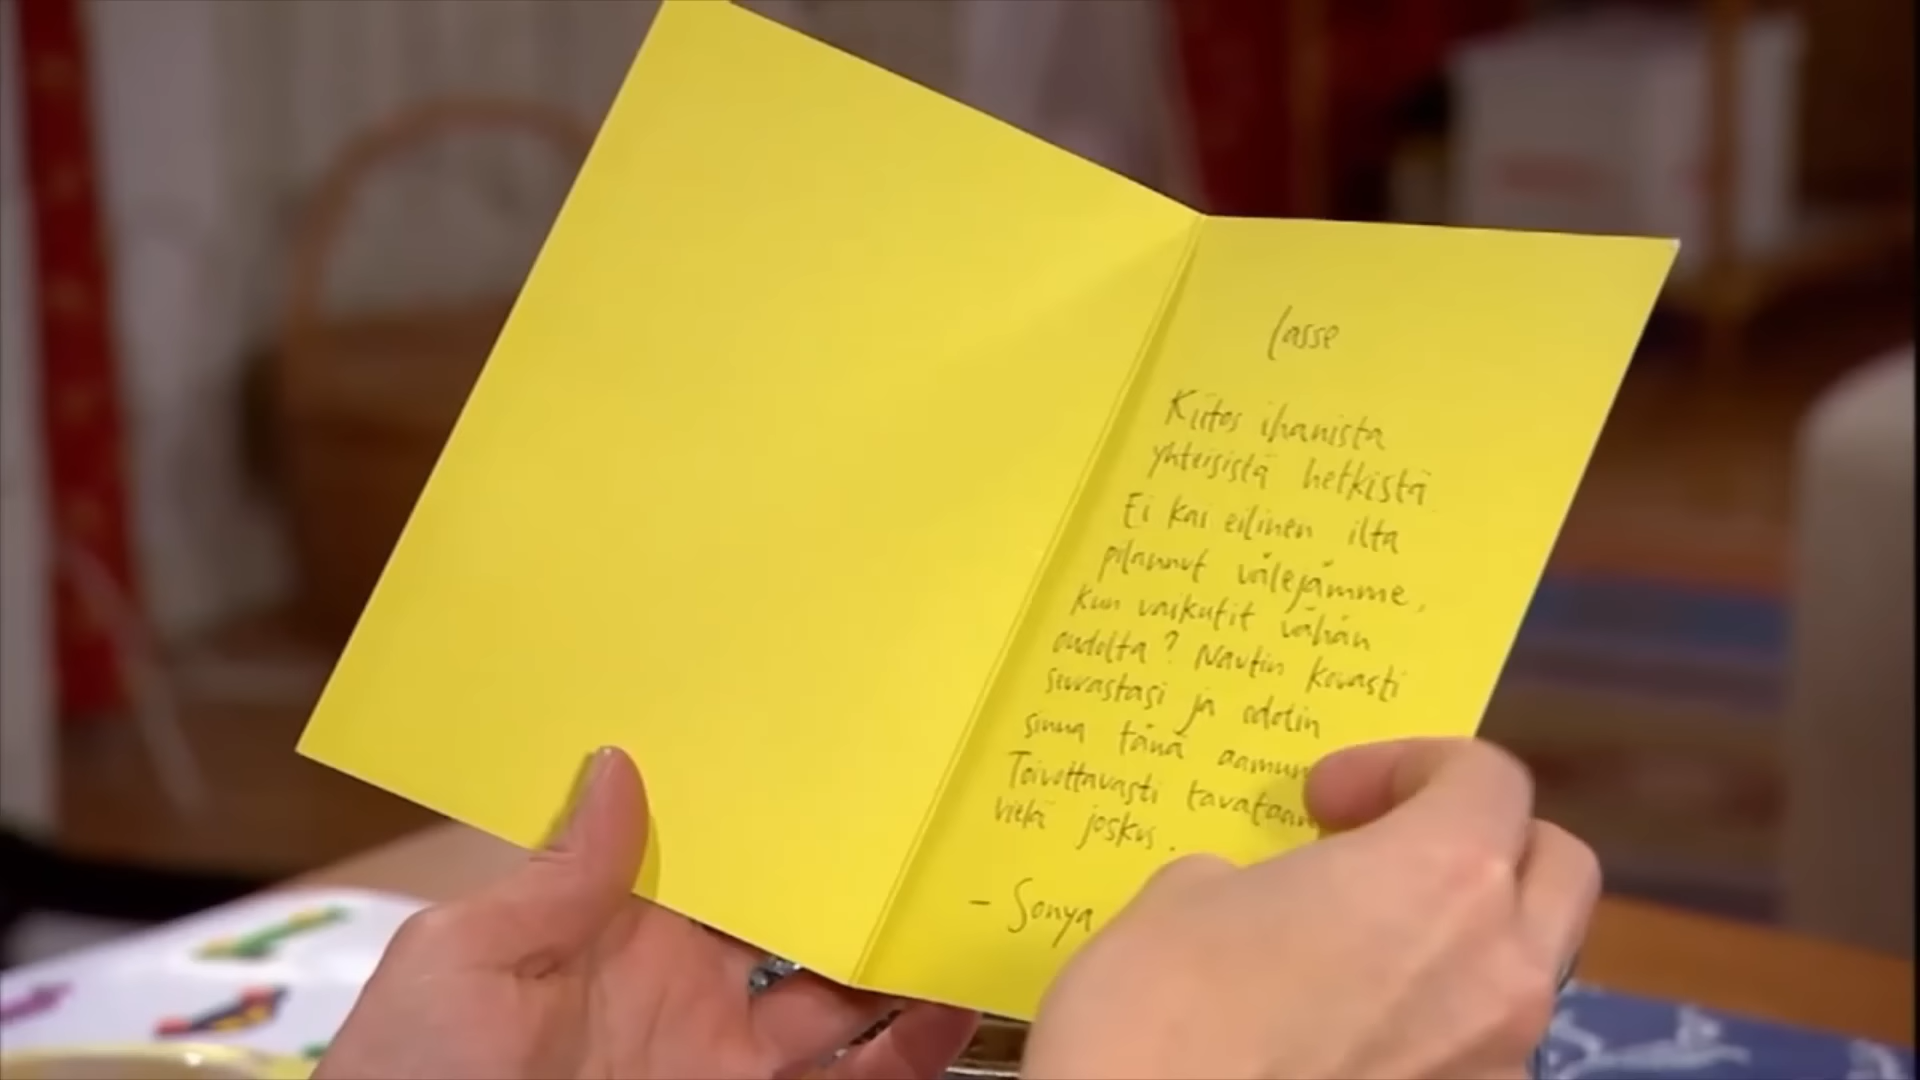 Lasse
Kiitos ihanista
yhteisistä hetkistä.
Ei kai eilinen ilta
pilannut välejämme,
kun vaikutit vähän
oudolta? Nautin kovasti
seurastasi ja odotin
sinua tänä aamuna
Toivottavasti tavataan
vielä joskus.
- Sonya